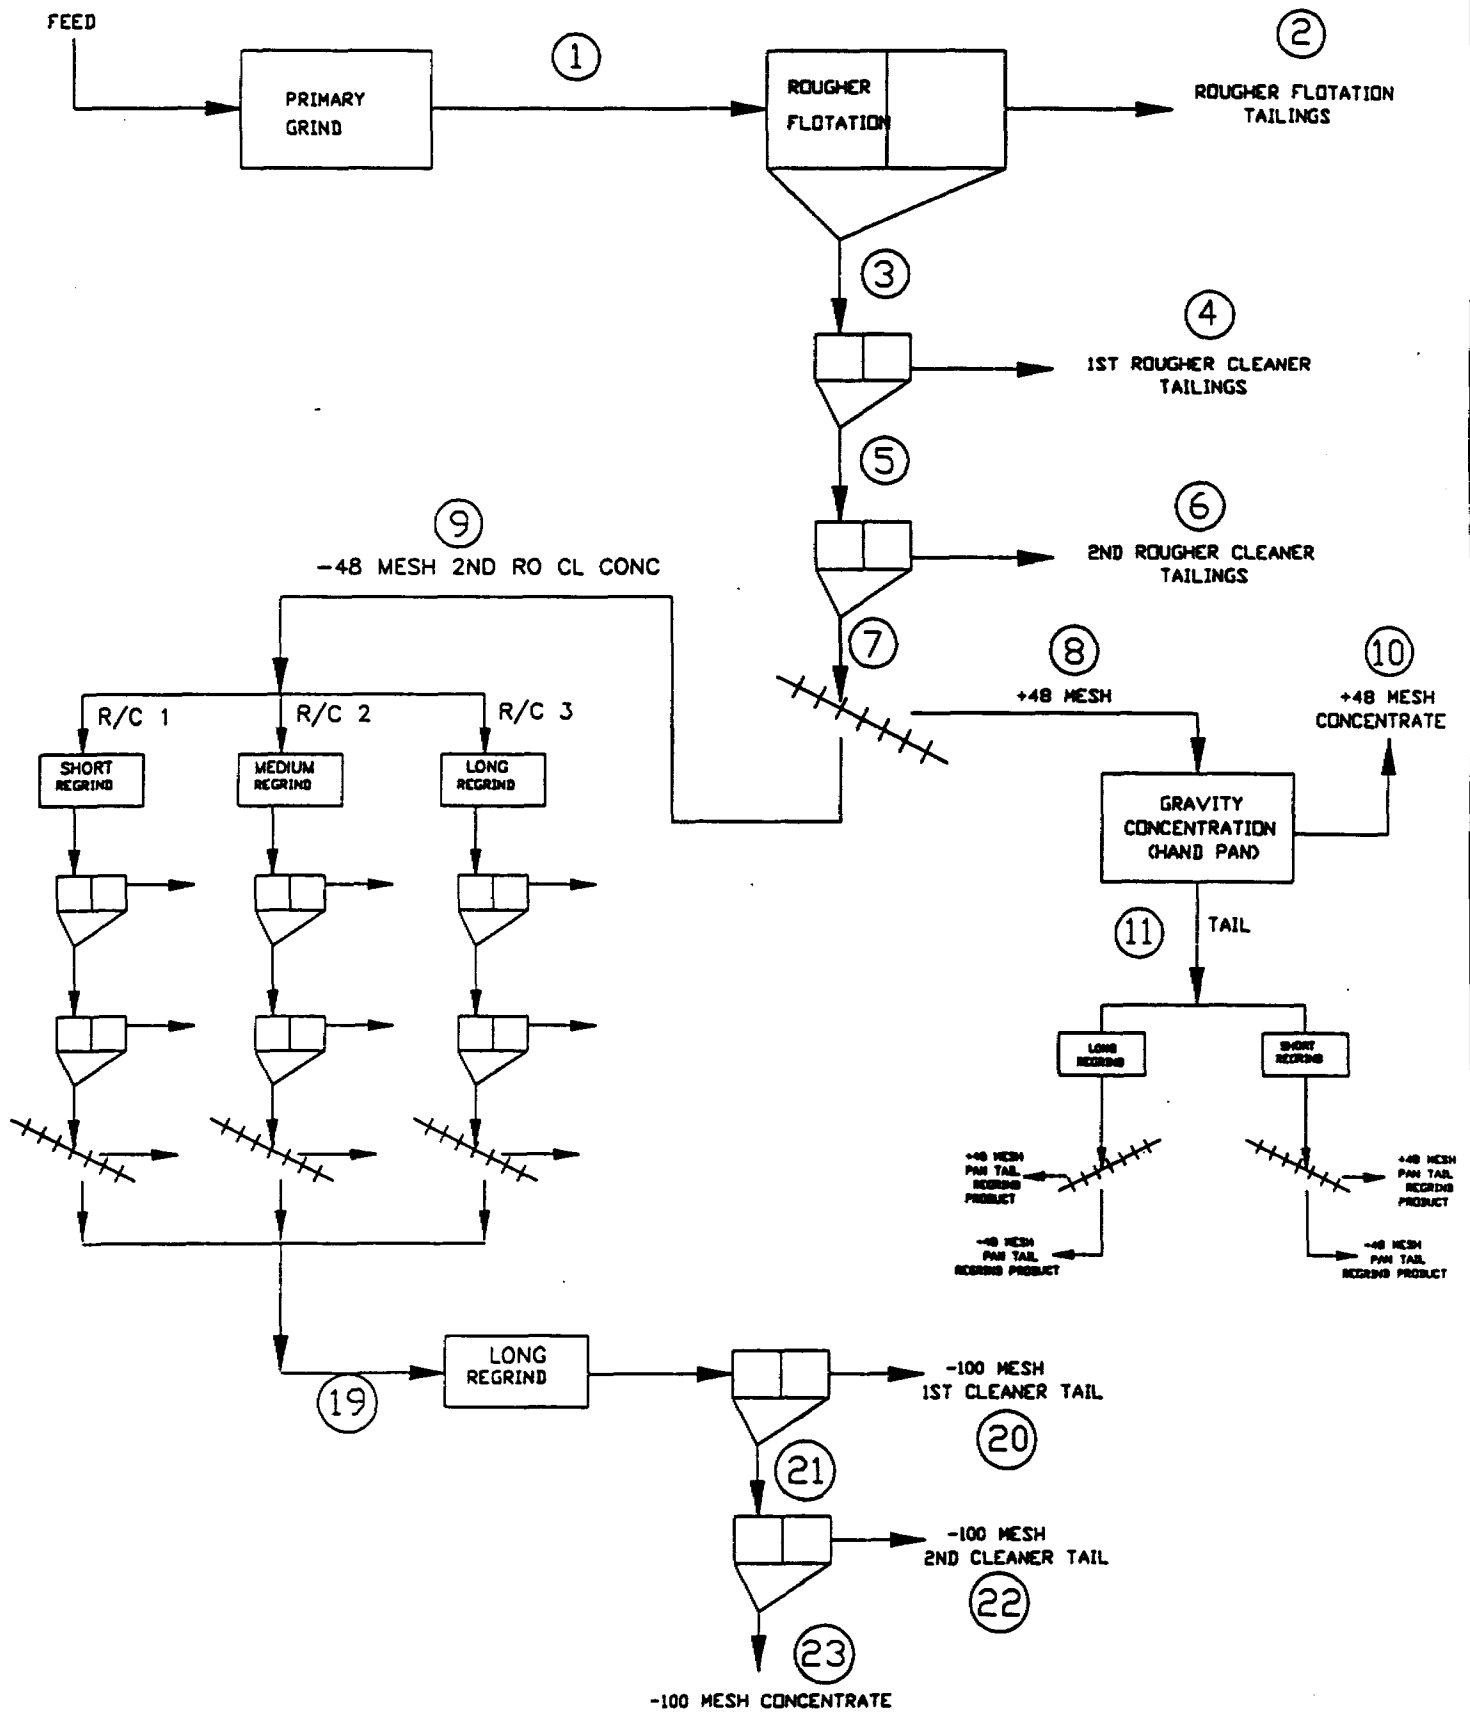 FEED
1
2
PRIMARY
GRIND
ROUGHER
FLOTATION
ROUGHER FLOTATION
TAILINGS
3
4
1ST ROUGHER CLEANER
TAILINGS
5
6
2ND ROUGHER CLEANER
TAILINGS
9
-48 MESH 2ND RO CL CONC
7
8
+48 MESH
10
+48 MESH
CONCENTRATE
R/C 1
R/C 2
R/C 3
SHORT
REGRIND
MEDIUM
REGRIND
LONG
REGRIND
GRAVITY
CONCENTRATION
(HAND PAN)
11
TAIL
LONG
REGRIND
SHORT
REGRIND
+48 MESH
PAN TAIL
REGRIND
PRODUCT
+48 MESH
PAN TAIL
REGRIND
PRODUCT
-48 MESH
PAN TAIL
REGRIND PRODUCT
-48 MESH
PAN TAIL
REGRIND PRODUCT
LONG
REGRIND
19
-100 MESH
1ST CLEANER TAIL
20
21
-100 MESH
2ND CLEANER TAIL
22
23
-100 MESH CONCENTRATE